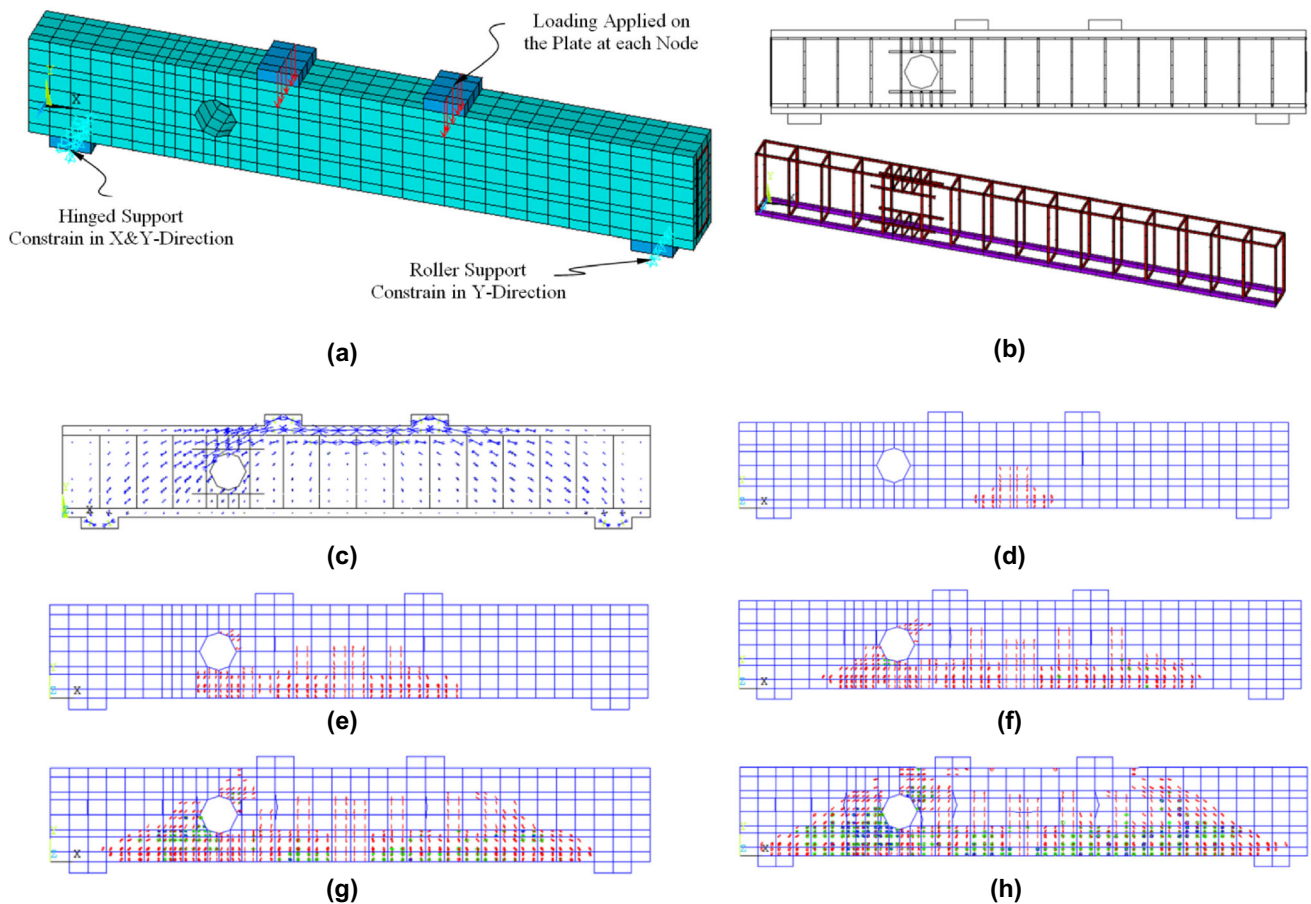 Loading Applied on
the Plate at each Node
X
Hinged Support
Constrain in X&Y-Direction
Roller Support
Constrain in Y-Direction
(a)
Y
(b)
Y
X
(c)
Y
Z X
(d)
Y
Z X
(e)
Y
Z X
(f)
Y
Z X
(g)
Y
Z X
(h)